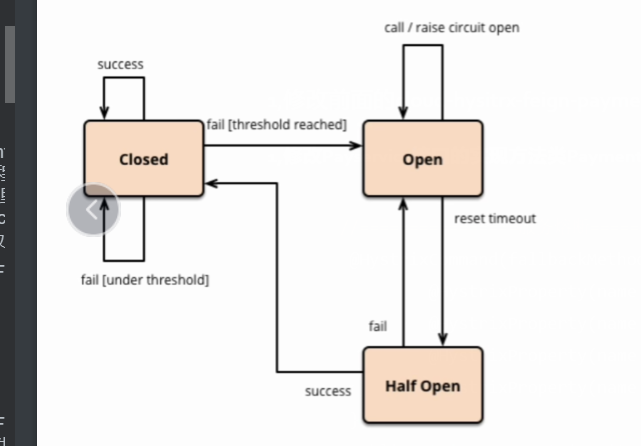 call / raise circuit open
success
fail [threshold reached]
Closed
Open
reset timeout
fail [under threshold]
fail
success
Half Open